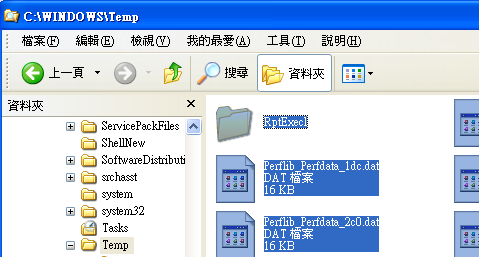 C:\WINDOWS\Temp
檔案(F) 編輯(E) 檢視(V) 我的最愛(A) 工具(T) 說明(H)
上一頁 搜尋 資料夾
資料夾
ServicePackFiles
ShellNew
SoftwareDistributi
srchasst
system
system32
Tasks
Temp
RptExecl
Perflib_Perfdata_1dc.dat
DAT 檔案
16 KB
Perflib_Perfdata_2c0.dat
DAT 檔案
16 KB